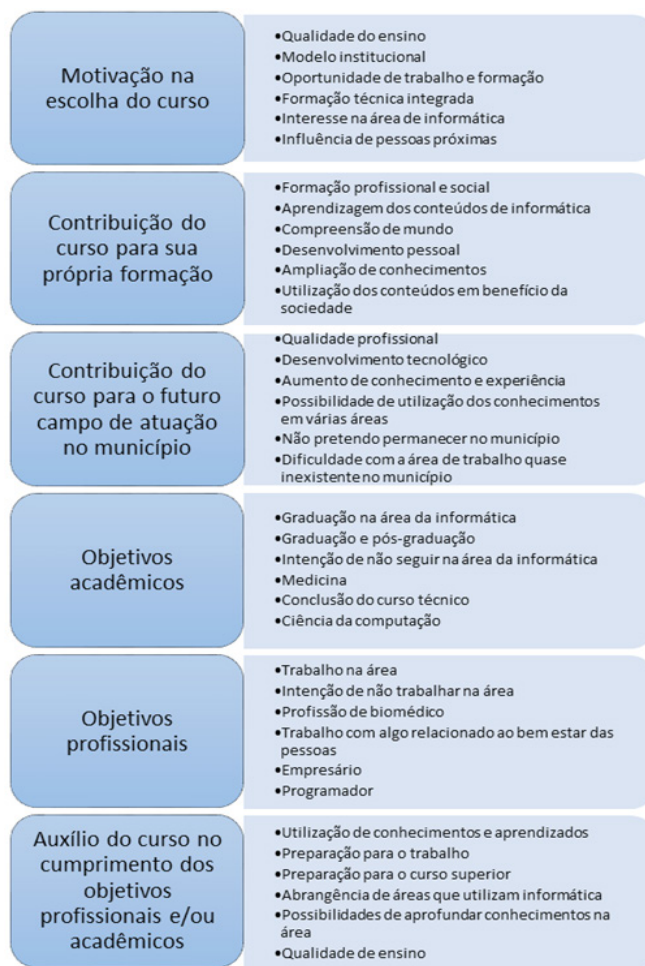 Motivação na
escolha do curso
•Qualidade do ensino
•Modelo institucional
•Oportunidade de trabalho e formação
•Formação técnica integrada
•Interesse na área de informática
•Influência de pessoas próximas
Contribuição do
curso para sua
própria formação
•Formação profissional e social
•Aprendizagem dos conteúdos de informática
•Compreensão de mundo
•Desenvolvimento pessoal
•Ampliação de conhecimentos
•Utilização dos conteúdos em benefício da
sociedade
Contribuição do
curso para o futuro
campo de atuação
no município
•Qualidade profissional
•Desenvolvimento tecnológico
•Aumento de conhecimento e experiência
•Possibilidade de utilização dos conhecimentos
em várias áreas
•Não pretendo permanecer no município
•Dificuldade com a área de trabalho quase
inexistente no município
Objetivos
acadêmicos
•Graduação na área da informática
•Graduação e pós-graduação
•Intenção de não seguir na área da informática
•Medicina
•Conclusão do curso técnico
•Ciência da computação
Objetivos
profissionais
•Trabalho na área
•Intenção de não trabalhar na área
•Profissão de biomédico
•Trabalho com algo relacionado ao bem estar das
pessoas
•Empresário
•Programador
Auxílio do curso no
cumprimento dos
objetivos
profissionais e/ou
acadêmicos
•Utilização de conhecimentos e aprendizados
•Preparação para o trabalho
•Preparação para o curso superior
•Abrangência de áreas que utilizam informática
•Possibilidades de aprofundar conhecimentos na
área
•Qualidade de ensino